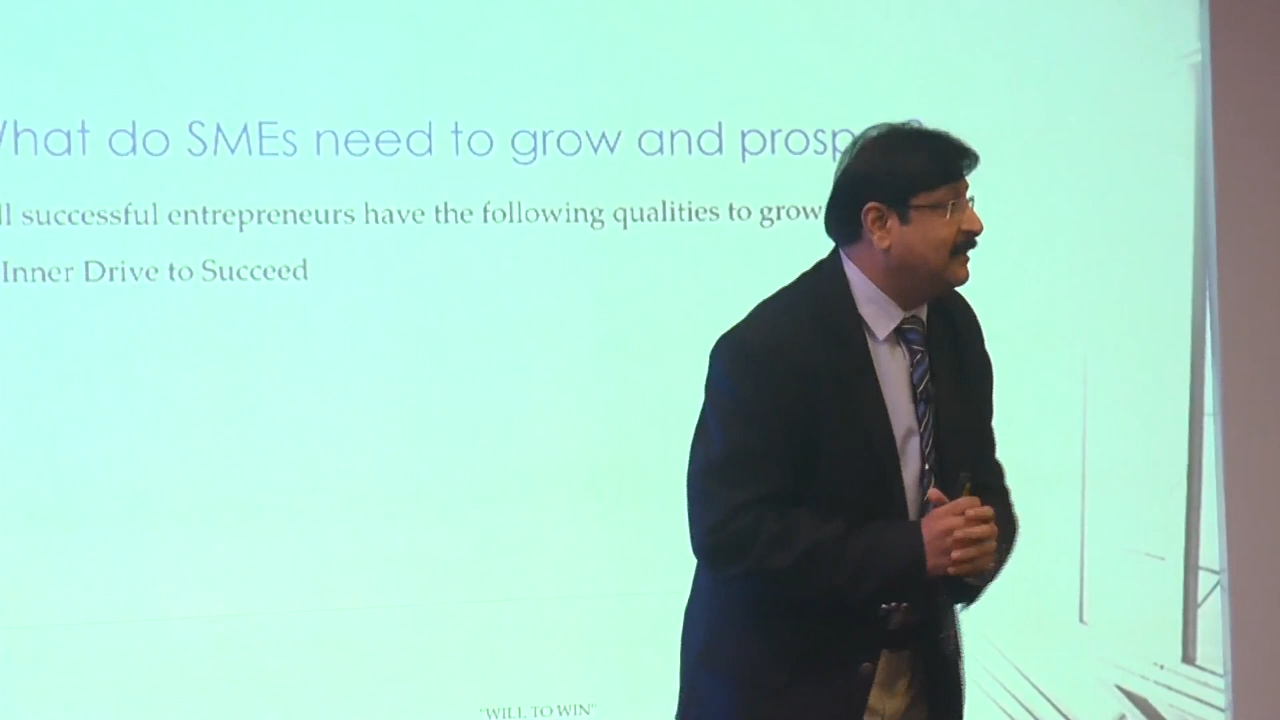 What do SMEs need to grow and prosp
ll successful entrepreneurs have the following qualities to grow
Inner Drive to Succeed
"WILL TO WIN"